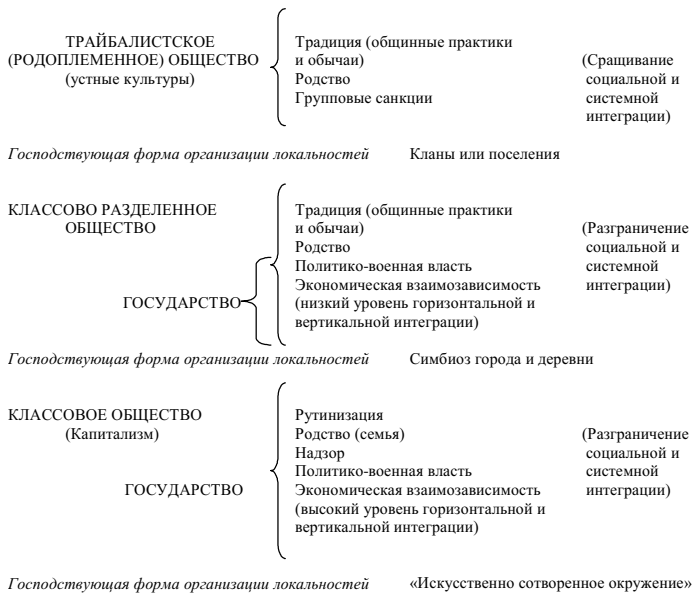 ТРАЙБАЛИСТСКОЕ
(РОДОПЛЕМЕННОЕ) ОБЩЕСТВО
(устные культуры)
Традиция (общинные практики
и обычаи)
Родство
Групповые санкции
(Сращивание
социальной и
системной
интеграции)
Господствующая форма организации локальностей Кланы или поселения
КЛАССОВО РАЗДЕЛЕННОЕ
ОБЩЕСТВО
ГОСУДАРСТВО
Традиция (общинные практики
и обычаи)
Родство
Политико-военная власть
Экономическая взаимозависимость
(низкий уровень горизонтальной и
вертикальной интеграции)
(Разграничение
социальной и
системной
интеграции)
Господствующая форма организации локальностей Симбиоз города и деревни
КЛАССОВОЕ ОБЩЕСТВО
(Капитализм)
ГОСУДАРСТВО
Рутинизация
Родство (семья)
Надзор
Политико-военная власть
Экономическая взаимозависимость
(высокий уровень горизонтальной и
вертикальной интеграции)
(Разграничение
социальной и
системной
интеграции)
Господствующая форма организации локальностей «Искусственно сотворенное окружение»